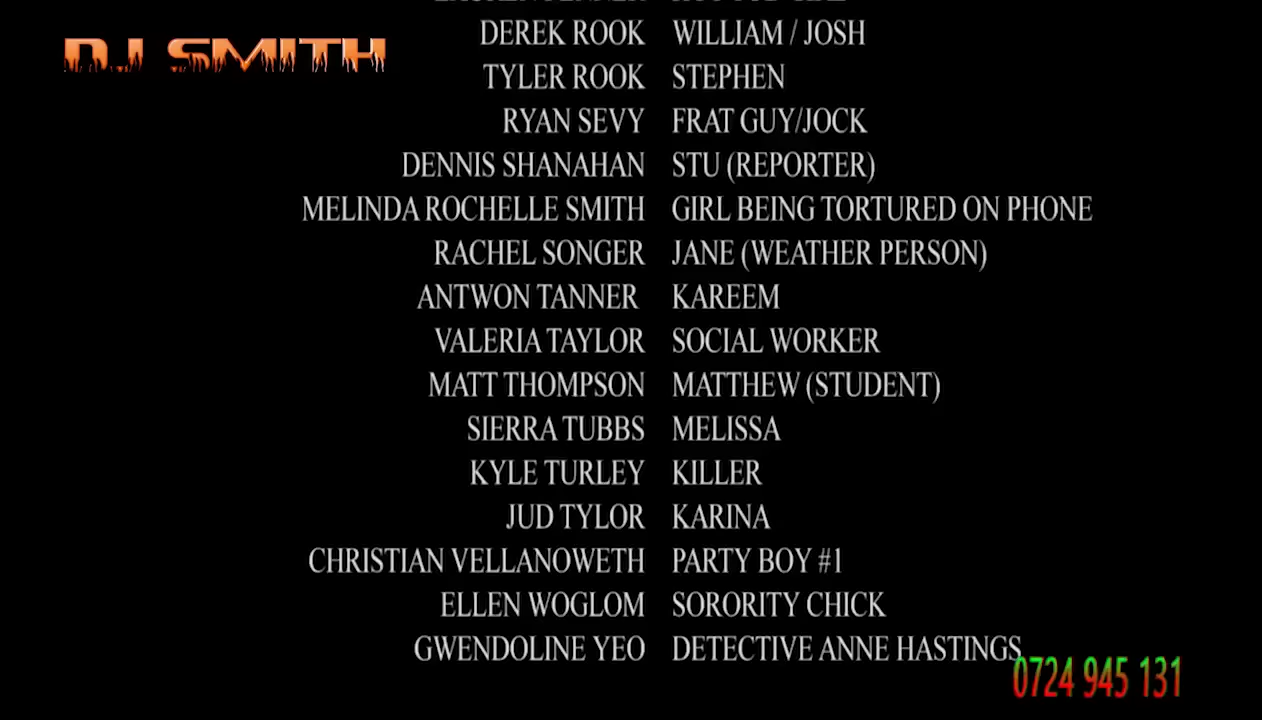 DJ SMITH
DEREK ROOK WILLIAM / JOSH
TYLER ROOK STEPHEN
RYAN SEVY FRAT GUY/JOCK
DENNIS SHANAHAN STU (REPORTER)
MELINDA ROCHELLE SMITH GIRL BEING TORTURED ON PHONE
RACHEL SONGER JANE (WEATHER PERSON)
ANTWON TANNER KAREEM
VALERIA TAYLOR SOCIAL WORKER
MATT THOMPSON MATTHEW (STUDENT)
SIERRA TUBBS MELISSA
KYLE TURLEY KILLER
JUD TYLOR KARINA
CHRISTIAN VELLANOWETH PARTY BOY #1
ELLEN WOGLOM SORORITY CHICK
GWENDOLINE YEO DETECTIVE ANNE HASTINGS
0724 945 131